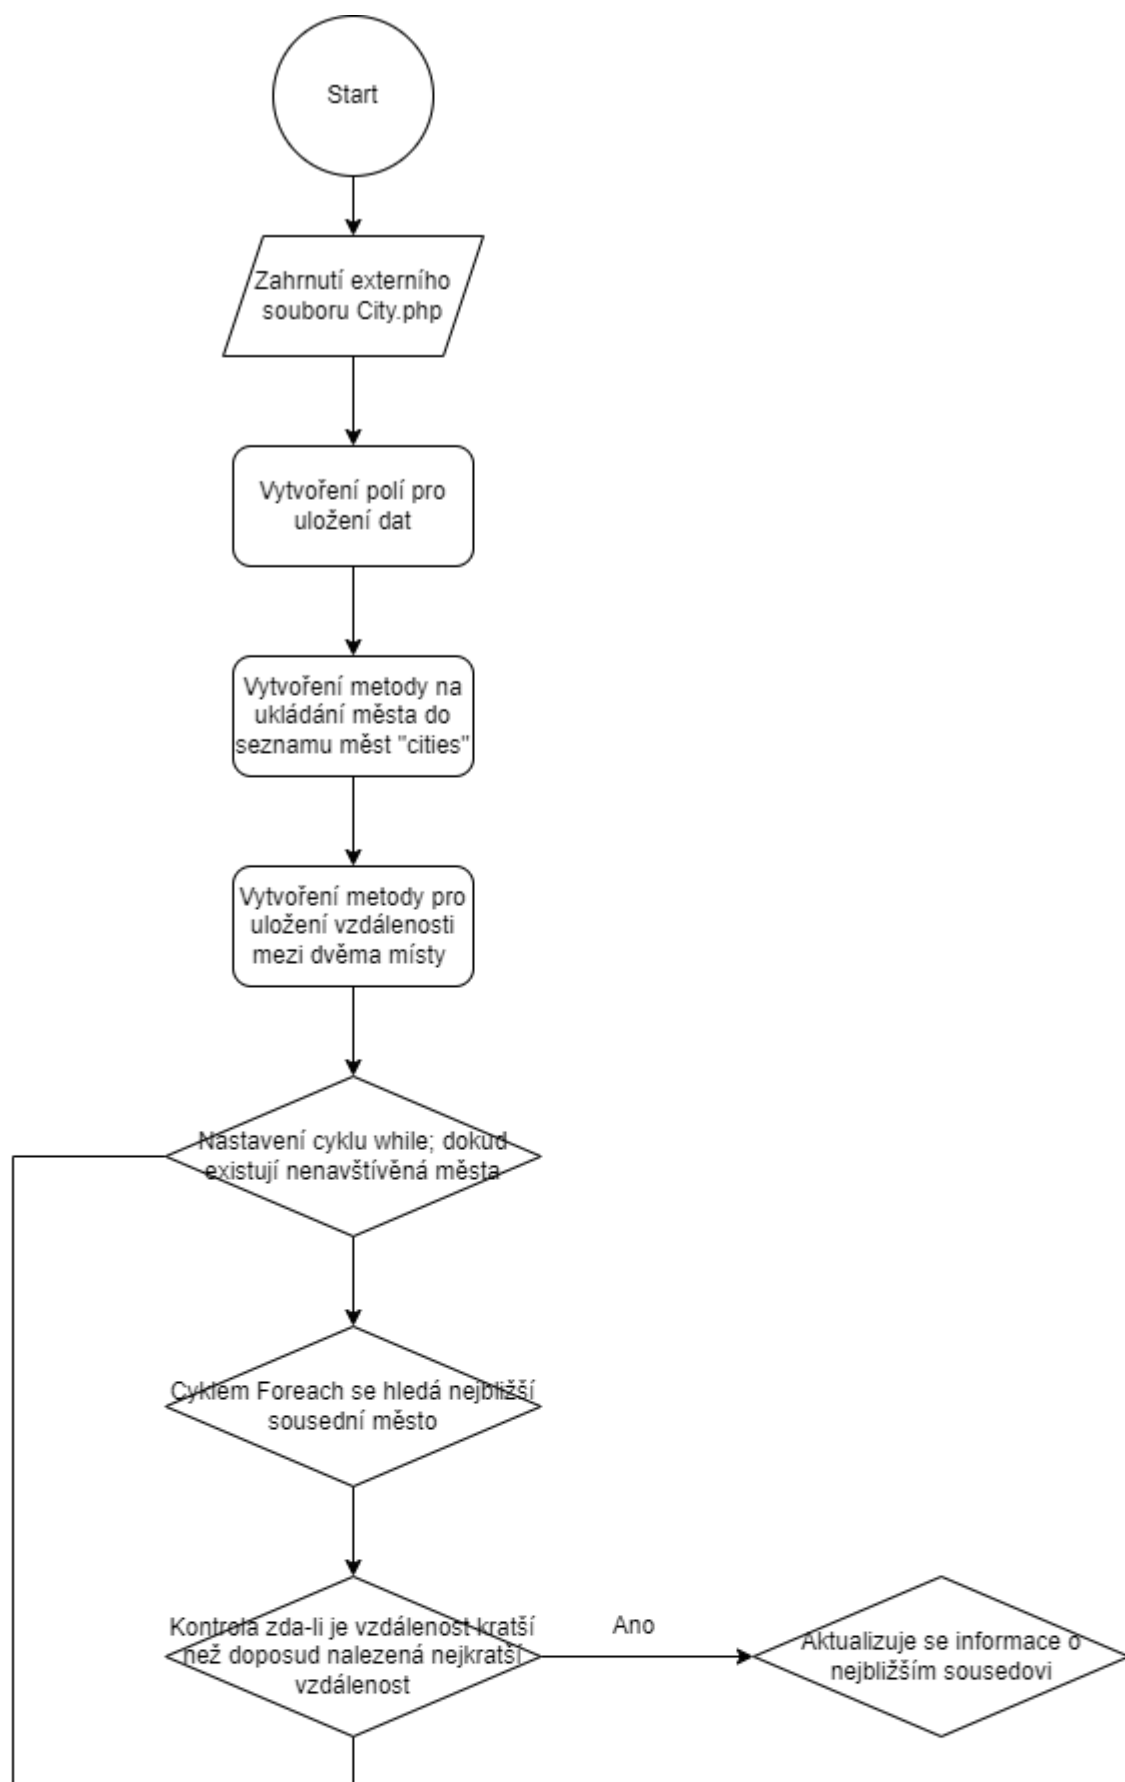 Start
Zahrnutí externího
souboru City.php
Vytvoření polí pro
uložení dat
Vytvoření metody na
ukládání města do
seznamu měst "cities"
Vytvoření metody pro
uložení vzdálenosti
mezi dvěma místy
Nastavení cyklu while; dokud
existují nenavštívěná města
Cyklem Foreach se hledá nejbližší
sousední město
Kontrola zda-li je vzdálenost kratší
než doposud nalezená nejkratší
vzdálenost
Ano
Aktualizuje se informace o
nejbližším sousedovi